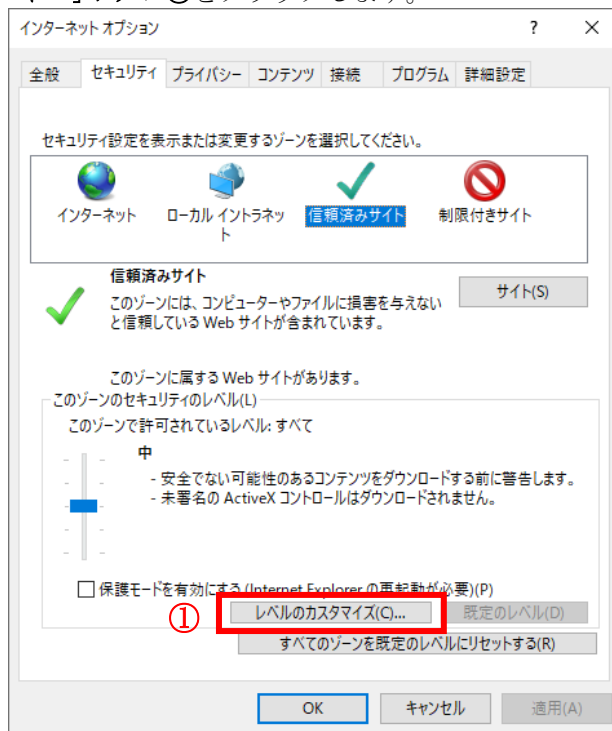 インターネット オプション ? ×
全般 セキュリティ プライバシー コンテンツ 接続 プログラム 詳細設定
セキュリティ設定を表示または変更するゾーンを選択してください。
インターネット ローカル イントラネット 信頼済みサイト 制限付きサイト
信頼済みサイト
サイト(S)
このゾーンには、コンピューターやファイルに損害を与えない
と信頼している Web サイトが含まれています。
このゾーンに属する Web サイトがあります。
このゾーンのセキュリティのレベル(L)
このゾーンで許可されているレベル: すべて
中
- 安全でない可能性のあるコンテンツをダウンロードする前に警告します。
- 未署名の ActiveX コントロールはダウンロードされません。
保護モードを有効にする (Internet Explorer の再起動が必要)(P)
① レベルのカスタマイズ(C)... 既定のレベル(D)
すべてのゾーンを既定のレベルにリセットする(R)
OK キャンセル 適用(A)